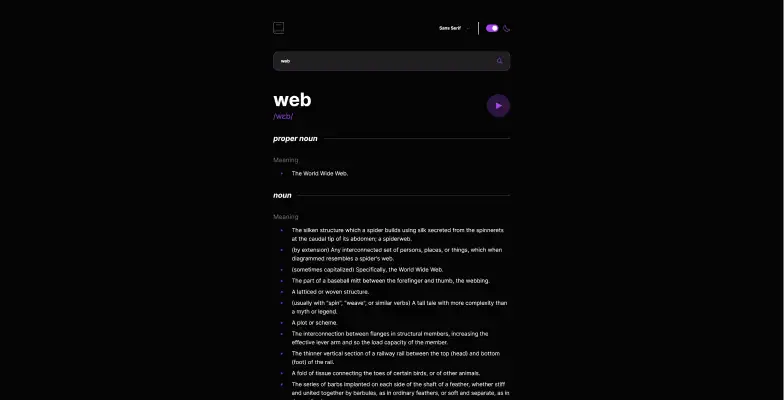 Sans Serif
web
web
/wɛb/
proper noun
Meaning
The World Wide Web.
noun
Meaning
The silken structure which a spider builds using silk secreted from the spinnerets
at the caudal tip of its abdomen; a spiderweb.
(by extension) Any interconnected set of persons, places, or things, which when
diagrammed resembles a spider's web.
(sometimes capitalized) Specifically, the World Wide Web.
The part of a baseball mitt between the forefinger and thumb, the webbing.
A latticed or woven structure.
(usually with "spin", "weave", or similar verbs) A tall tale with more complexity than
a myth or legend.
A plot or scheme.
The interconnection between flanges in structural members, increasing the
effective lever arm and so the load capacity of the member.
The thinner vertical section of a railway rail between the top (head) and bottom
(foot) of the rail.
A fold of tissue connecting the toes of certain birds, or of other animals.
The series of barbs implanted on each side of the shaft of a feather, whether stiff
and united together by barbules, as in ordinary feathers, or soft and separate, as in